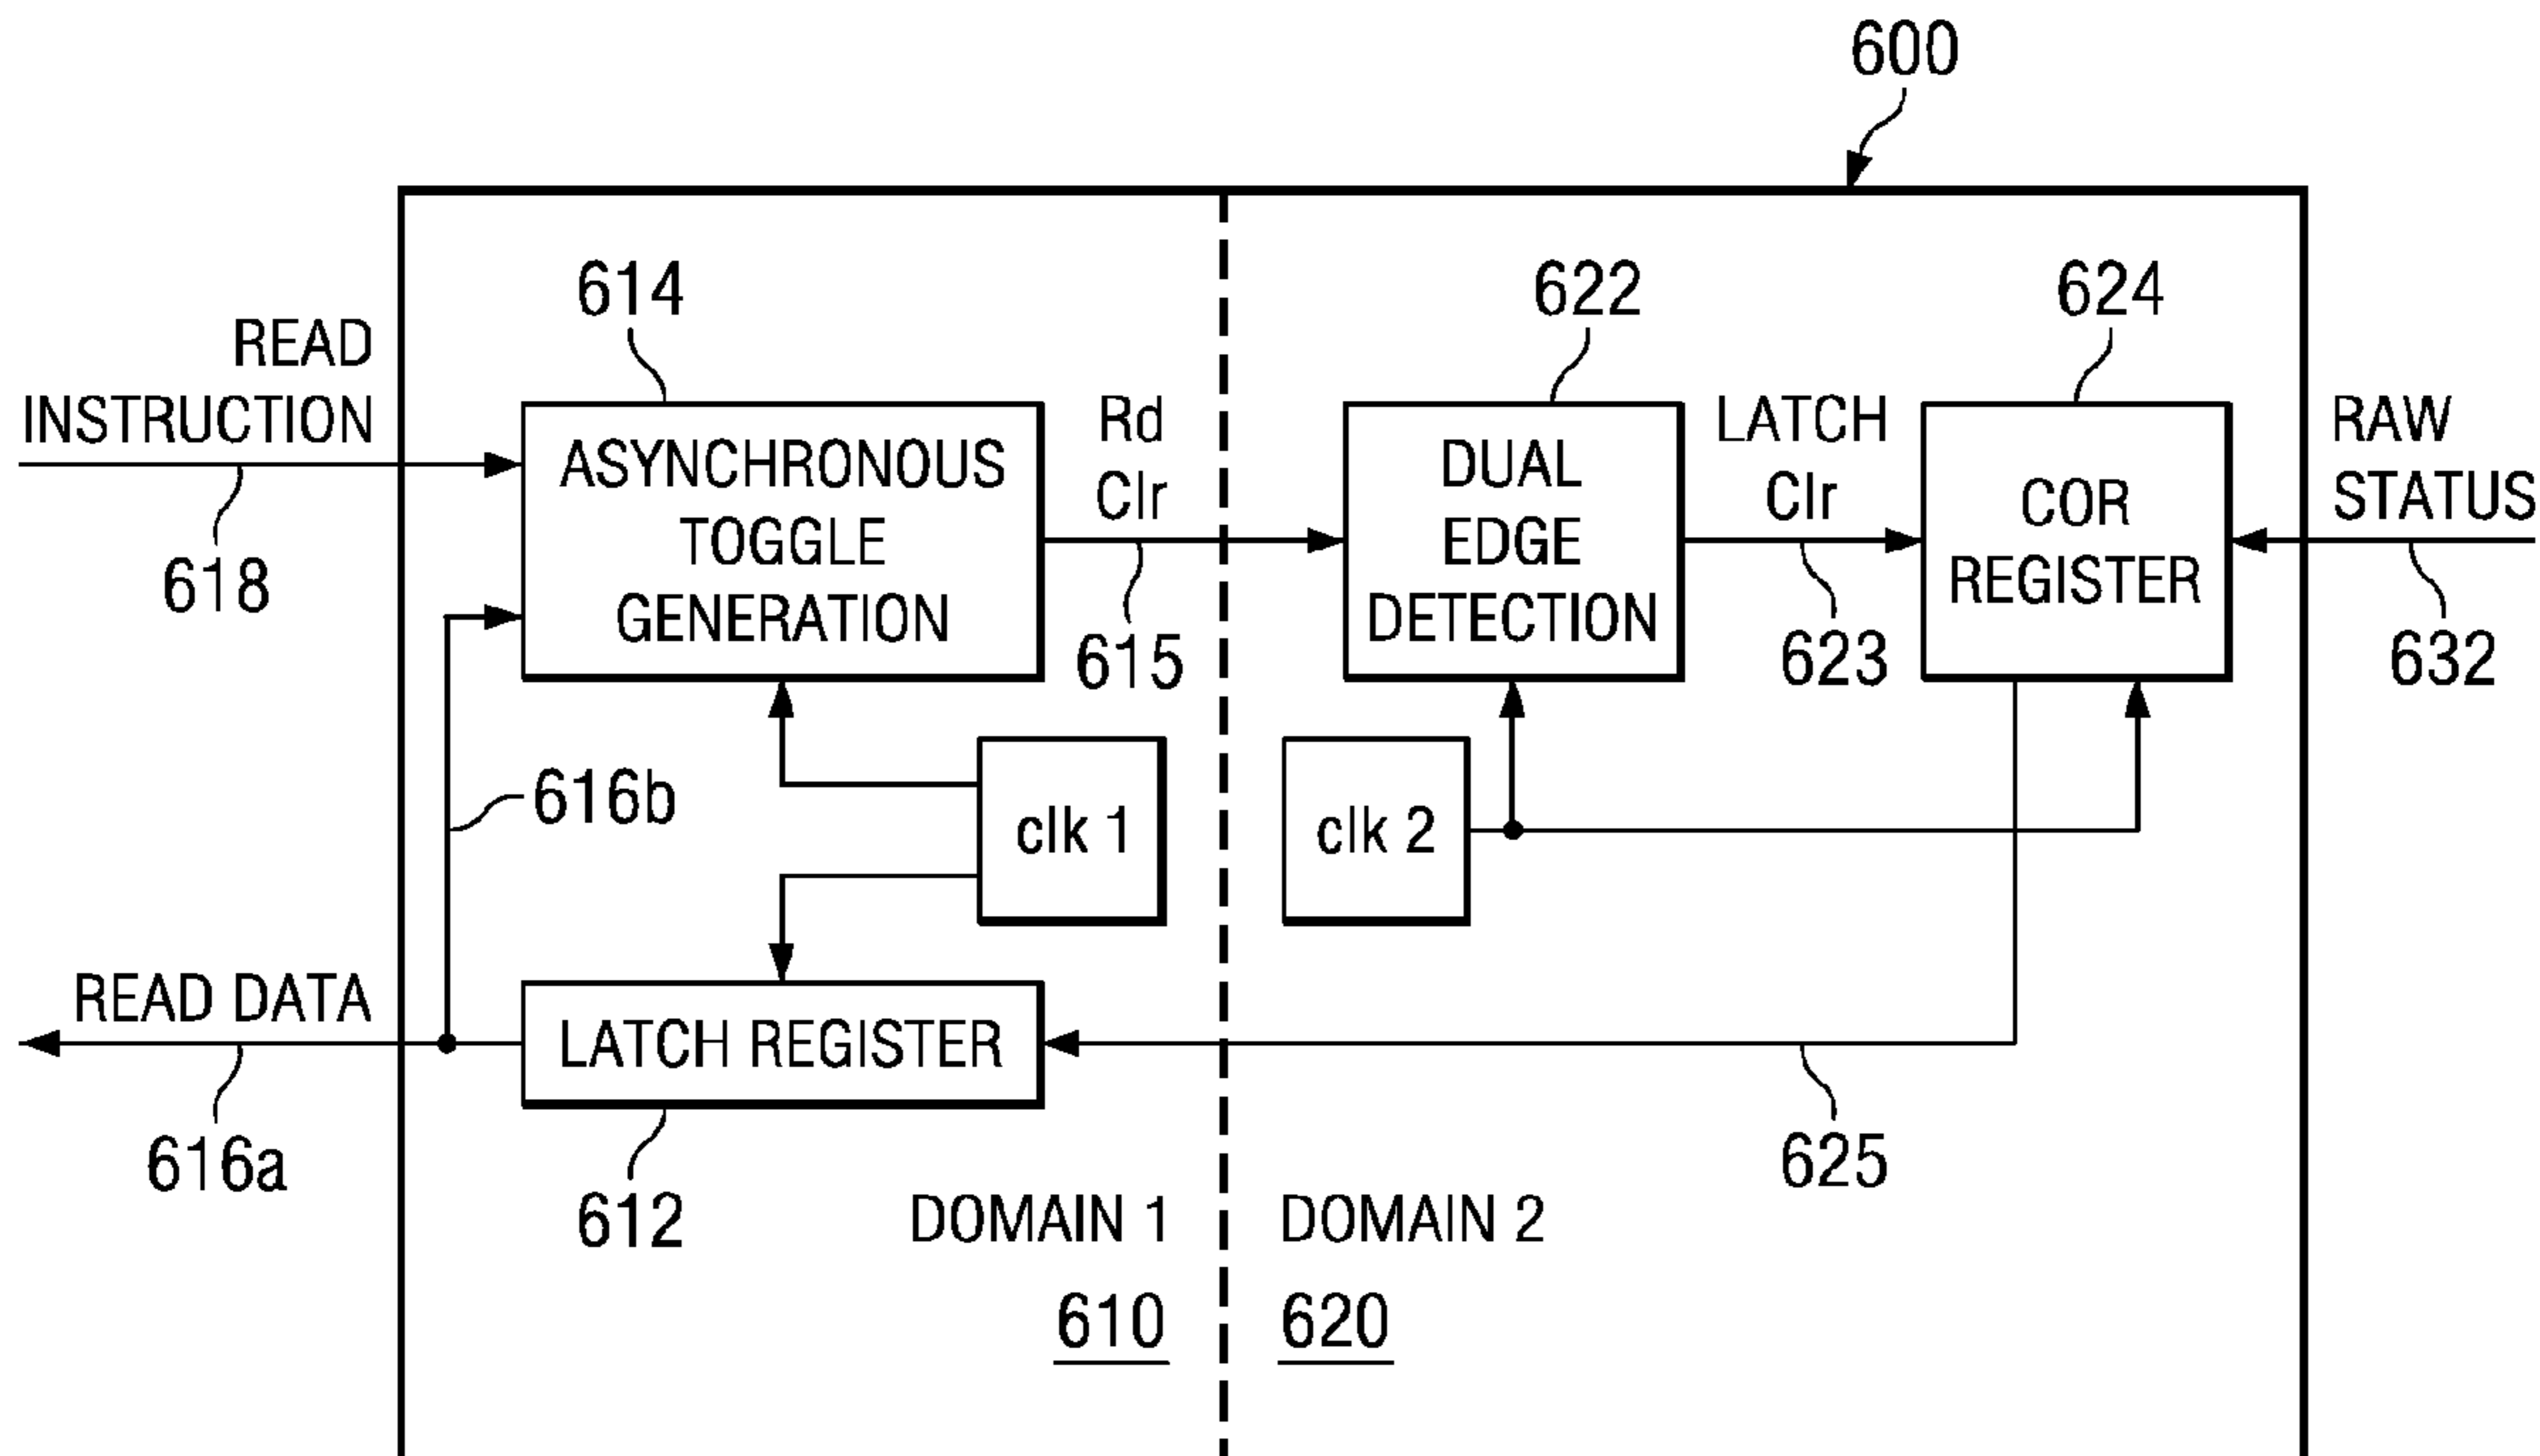 600
614
622
624
READ
INSTRUCTION
618
ASYNCHRONOUS
TOGGLE
GENERATION
Rd
Clr
615
DUAL
EDGE
DETECTION
LATCH
Clr
623
COR
REGISTER
RAW
STATUS
632
616b
clk 1
clk 2
READ DATA
616a
LATCH REGISTER
612
625
DOMAIN 1
610
DOMAIN 2
620